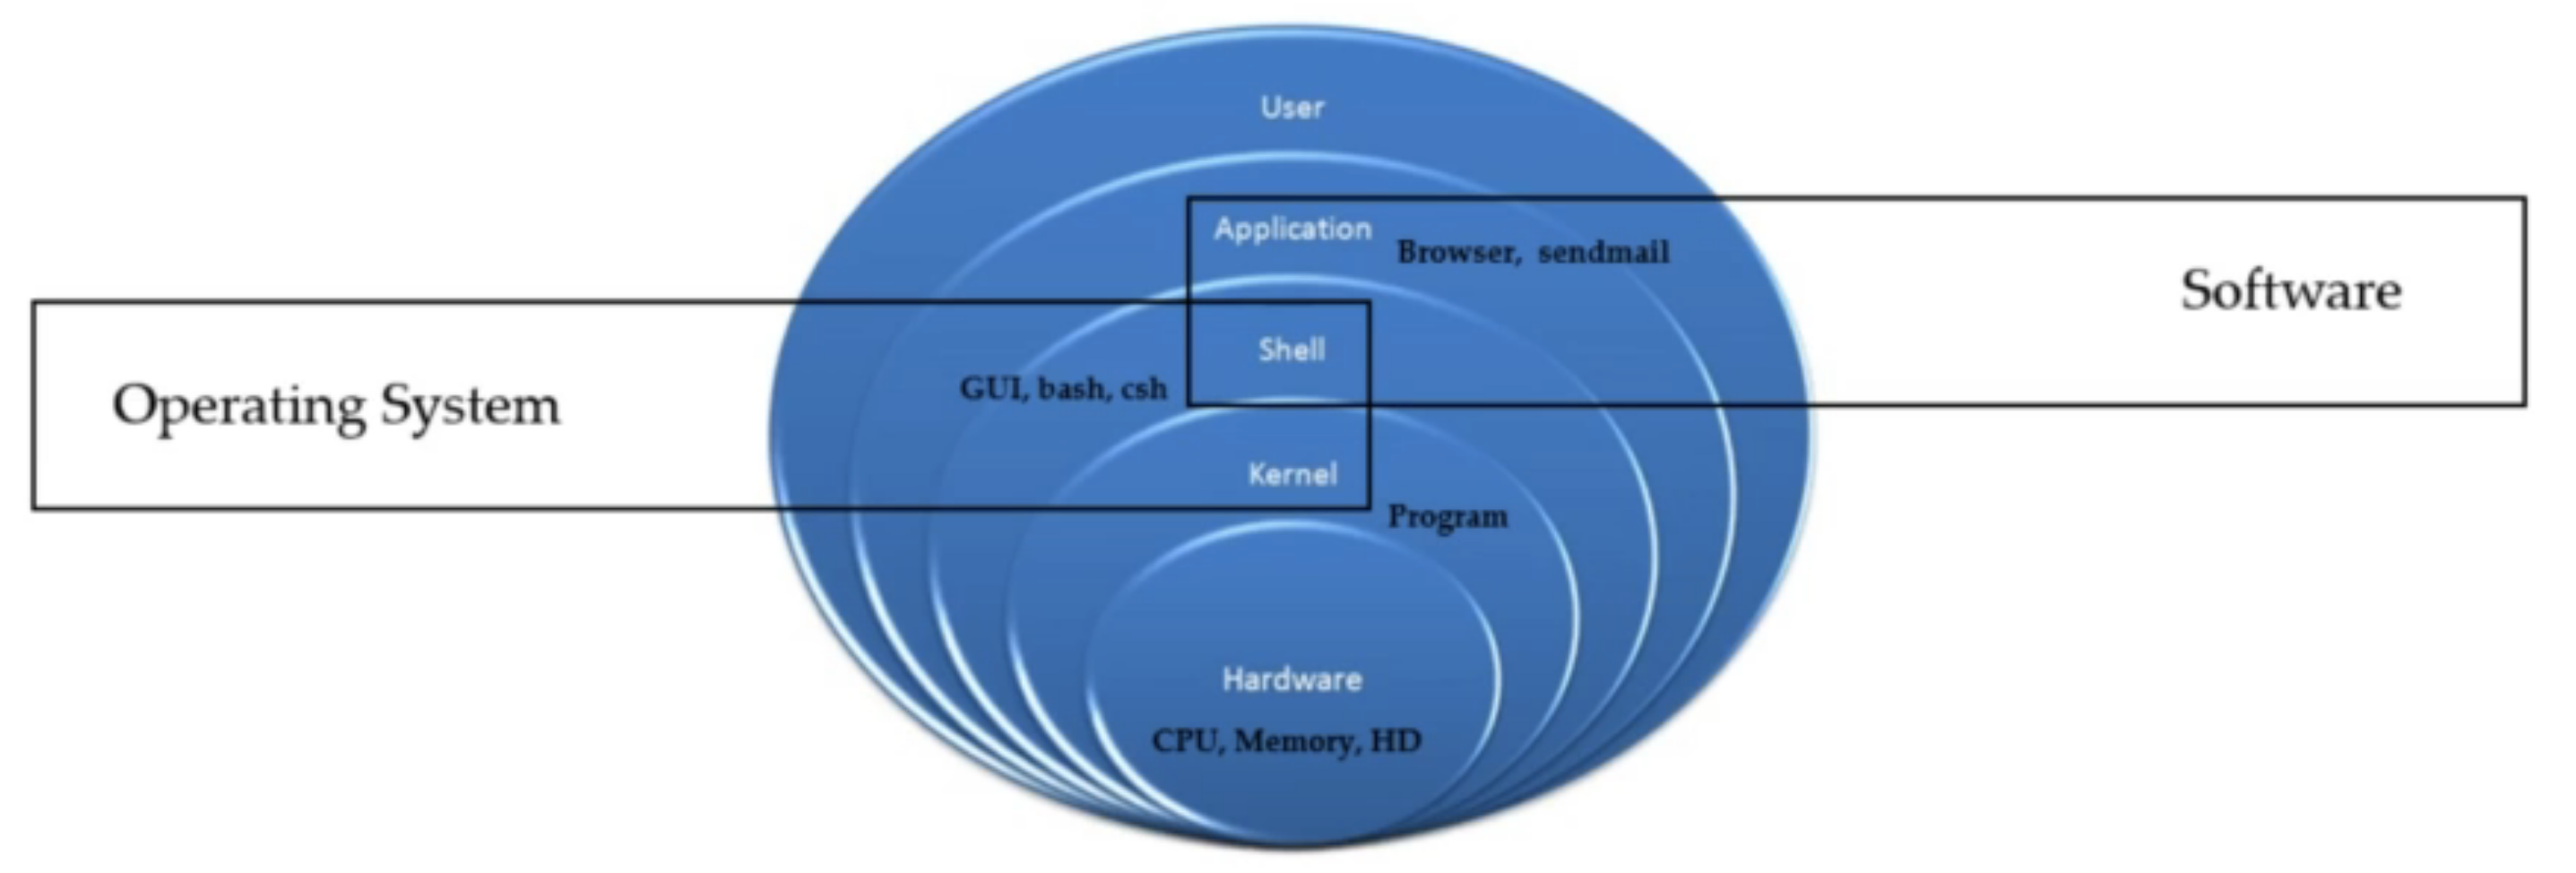 User
Application
Browser, sendmail
Software
Shell
GUI, bash, csh
Operating System
Kernel
Program
Hardware
CPU, Memory, HD